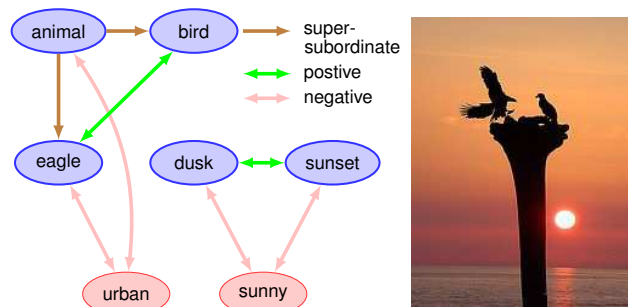 animal
bird
super-
subordinate
postive
negative
eagle
dusk
sunset
urban
sunny